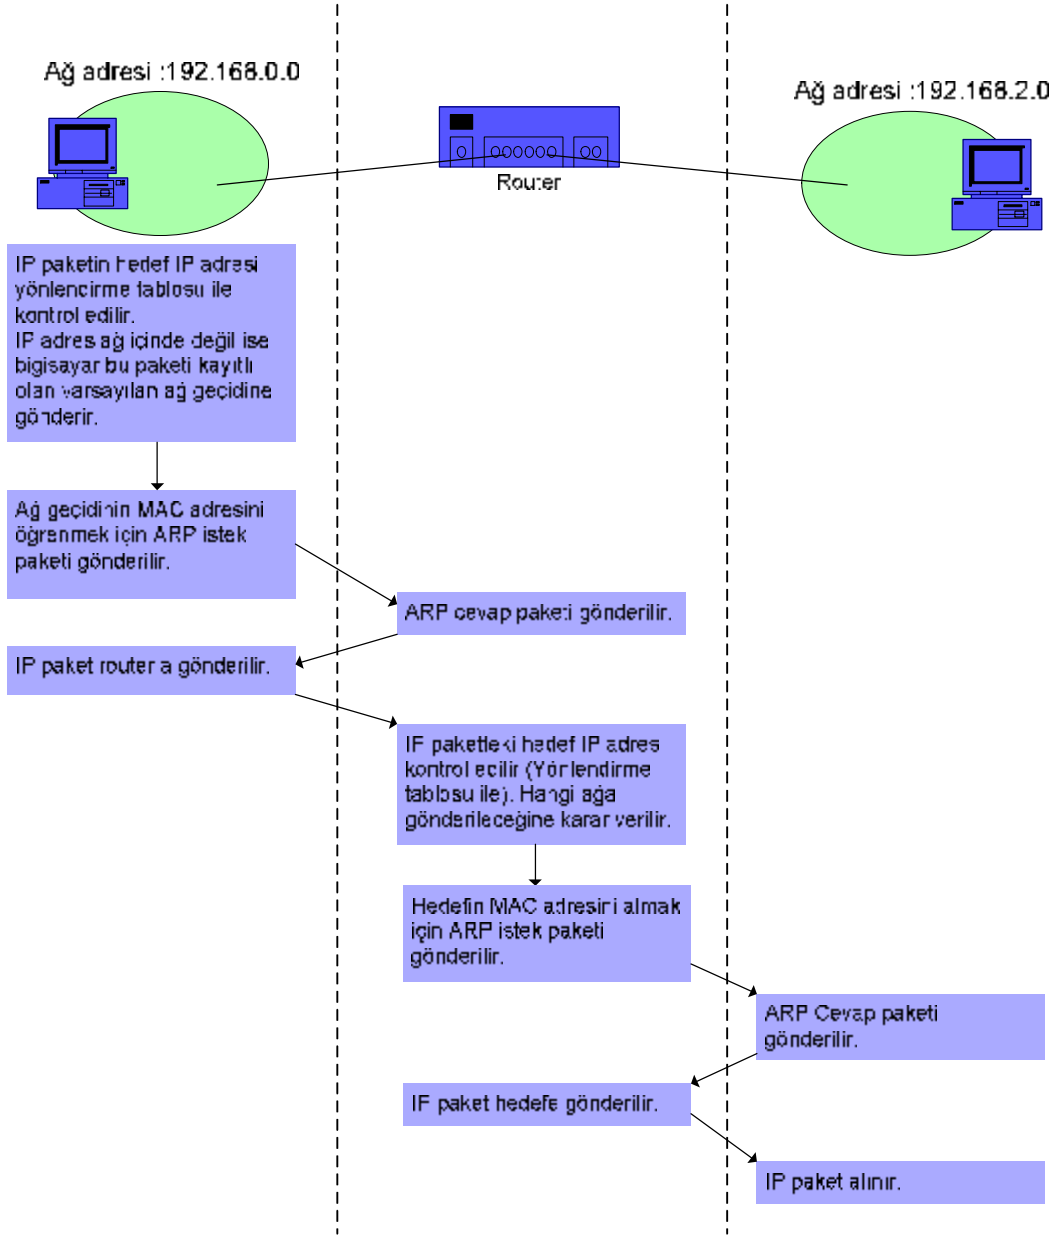 Ağ adresi :192.168.0.0
Ağ adresi :192.168.2.0
Router
IP paketin hedef IP adresi
yönlendirme tablosu ile
kontrol edilir.
IP adres ağ içinde değil ise
bigisayar bu paketi kayıtlı
olan varsayılan ağ geçidine
gönderir.
Ağ geçidinin MAC adresini
öğrenmek için ARP istek
paketi gönderilir.
ARP cevap paketi gönderilir.
IP paket router a gönderilir.
IP paketteki hedef IP adres
kontrol edilir (Yönlendirme
tablosu ile). Hangi ağa
gönderileceğine karar verilir.
Hedefin MAC adresini almak
için ARP istek paketi
gönderilir.
ARP Cevap paketi
gönderilir.
IP paket hedefe gönderilir.
IP paket alınır.